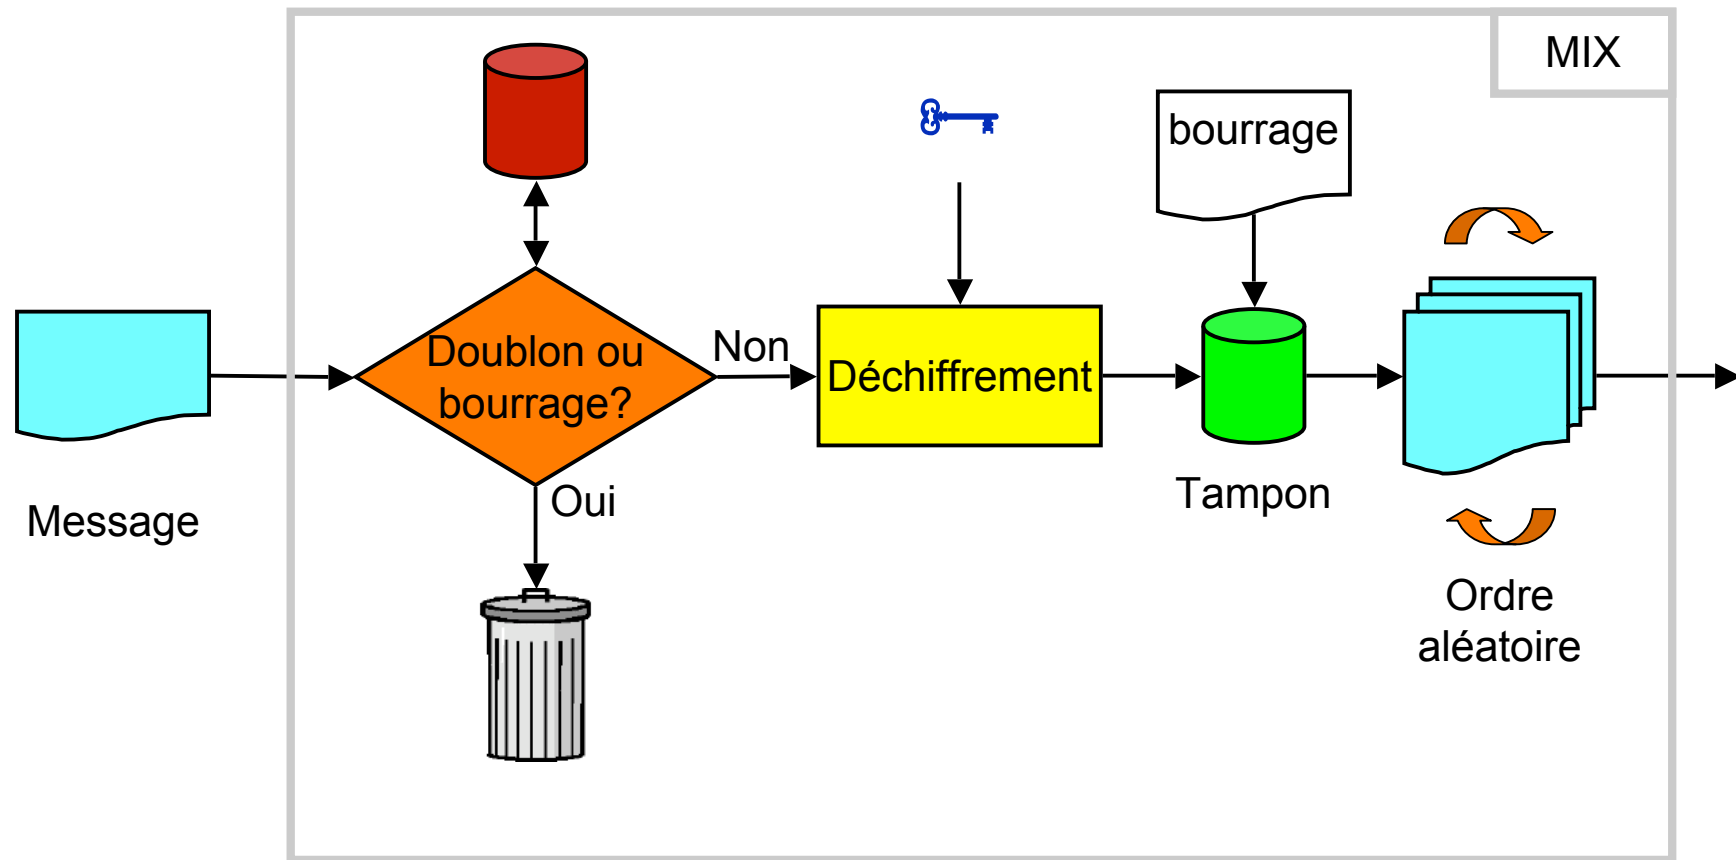 MIX
bourrage
Doublon ou
bourrage?
Non
Déchiffrement
Oui
Tampon
Message
Ordre
aléatoire